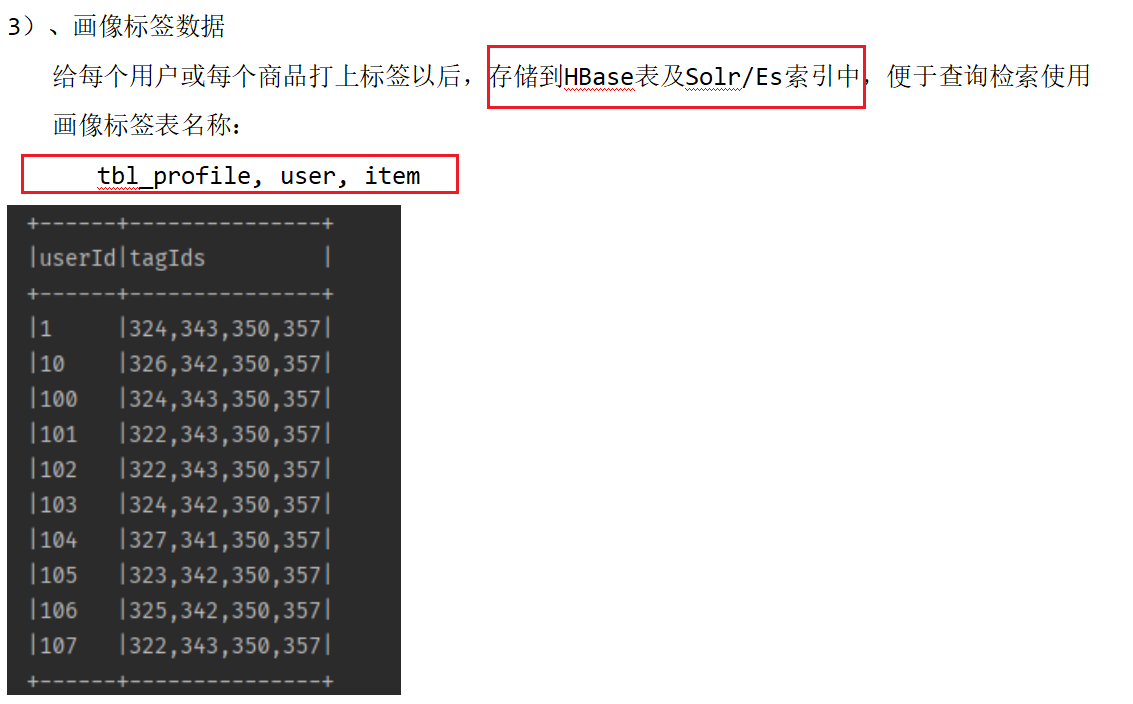 3）、画像标签数据
给每个用户或每个商品打上标签以后，存储到HBase表及Solr/Es索引中，便于查询检索使用
画像标签表名称：
tbl_profile, user, item
+------+---------------+
|userId|tagIds         |
+------+---------------+
|1     |324,343,350,357|
|10    |326,342,350,357|
|100   |324,343,350,357|
|101   |322,343,350,357|
|102   |322,343,350,357|
|103   |324,342,350,357|
|104   |327,341,350,357|
|105   |323,342,350,357|
|106   |325,342,350,357|
|107   |322,343,350,357|
+------+---------------+